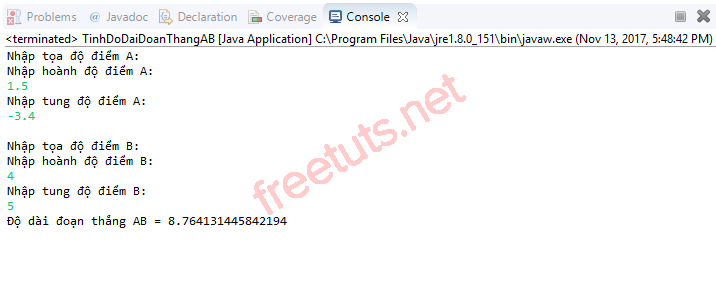 Problems @ Javadoc Declaration Coverage Console
<terminated> TinhDoDaiDoanThangAB [Java Application] C:\Program Files\Java\jre1.8.0_151\bin\javaw.exe (Nov 13, 2017, 5:48:42 PM)
Nhập tọa độ điểm A:
Nhập hoành độ điểm A:
1.5
Nhập tung độ điểm A:
-3.4
Nhập tọa độ điểm B:
Nhập hoành độ điểm B:
4
Nhập tung độ điểm B:
5
Độ dài đoạn thẳng AB = 8.764131445842194
freetuts.net